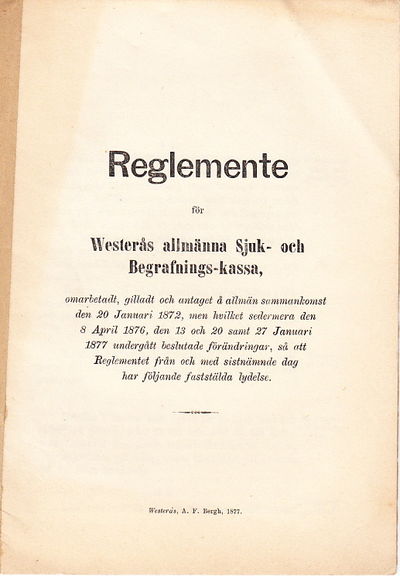 Reglemente
för
Westerås allmänna Sjuk- och
Begrafnings-kassa,
omarbetadt, gilladt och antaget å allmän sammankomst
den 20 Januari 1872, men hvilket sedermera den
8 April 1876, den 13 och 20 samt 27 Januari
1877 undergått beslutade förändringar, så att
Reglementet från och med sistnämnde dag
har följande fastställda lydelse.
Westerås, A. F. Bergh, 1877.